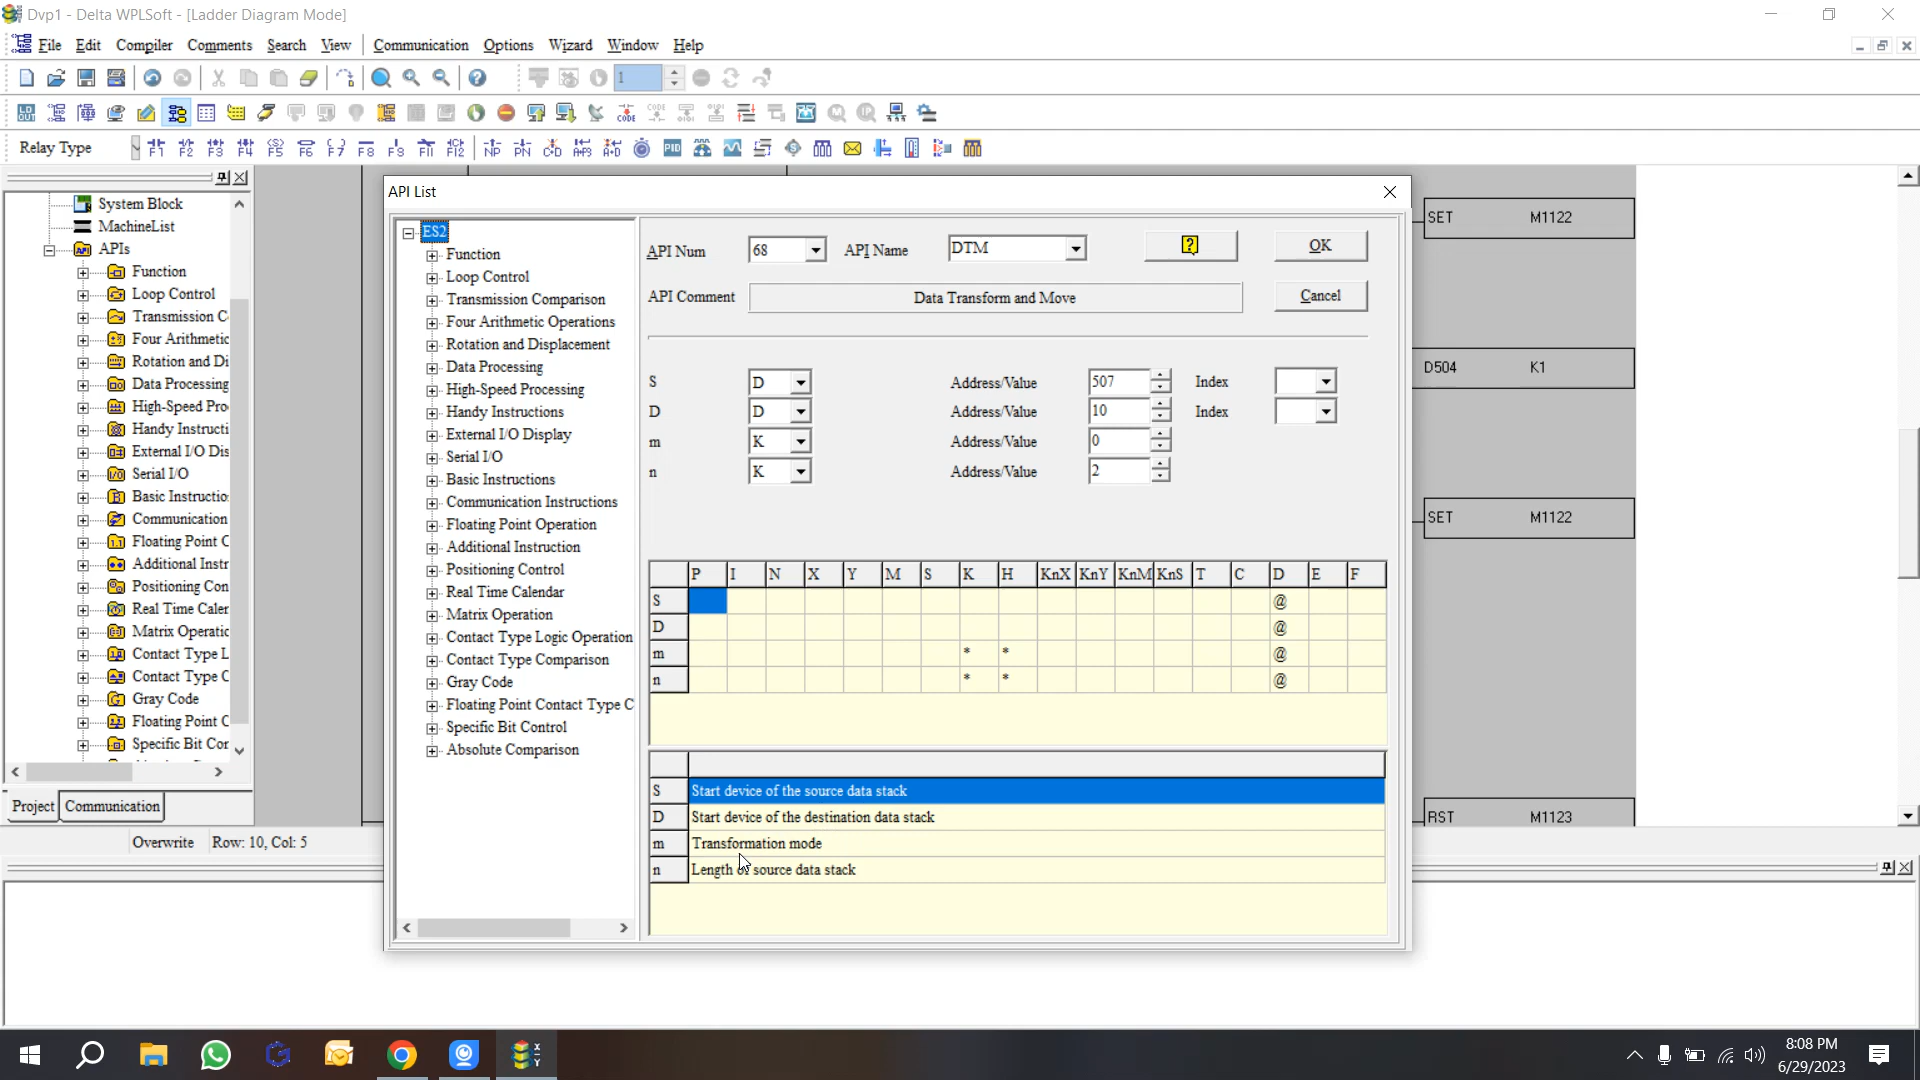 Dvp1 - Delta WPLSoft - [Ladder Diagram Mode]
File Edit Compiler Comments Search View Communication Options Wizard Window Help
1
Relay Type
System Block
MachineList
APIs
Function
Loop Control
Transmission C
Four Arithmetic
Rotation and Di
Data Processing
High-Speed Pro
Handy Instructi
External I/O Dis
Serial I/O
Basic Instructio
Communication
Floating Point C
Additional Instr
Positioning Con
Real Time Caler
Matrix Operatic
Contact Type L
Contact Type C
Gray Code
Floating Point C
Specific Bit Cor
Project Communication
Overwrite Row: 10, Col: 5
API List
ES2
Function
Loop Control
Transmission Comparison
Four Arithmetic Operations
Rotation and Displacement
Data Processing
High-Speed Processing
Handy Instructions
External I/O Display
Serial I/O
Basic Instructions
Communication Instructions
Floating Point Operation
Additional Instruction
Positioning Control
Real Time Calendar
Matrix Operation
Contact Type Logic Operation
Contact Type Comparison
Gray Code
Floating Point Contact Type C
Specific Bit Control
Absolute Comparison
API Num 68 API Name DTM ? OK
API Comment Data Transform and Move Cancel
S D Address/Value 507 Index
D D Address/Value 10 Index
m K Address/Value 0
n K Address/Value 2
P I N X Y M S K H KnX KnY KnM KnS T C D E F
S @
D @
m * * @
n * * @
S Start device of the source data stack
D Start device of the destination data stack
m Transformation mode
n Length of source data stack
SET M1122
D504 K1
SET M1122
RST M1123
8:08 PM
6/29/2023